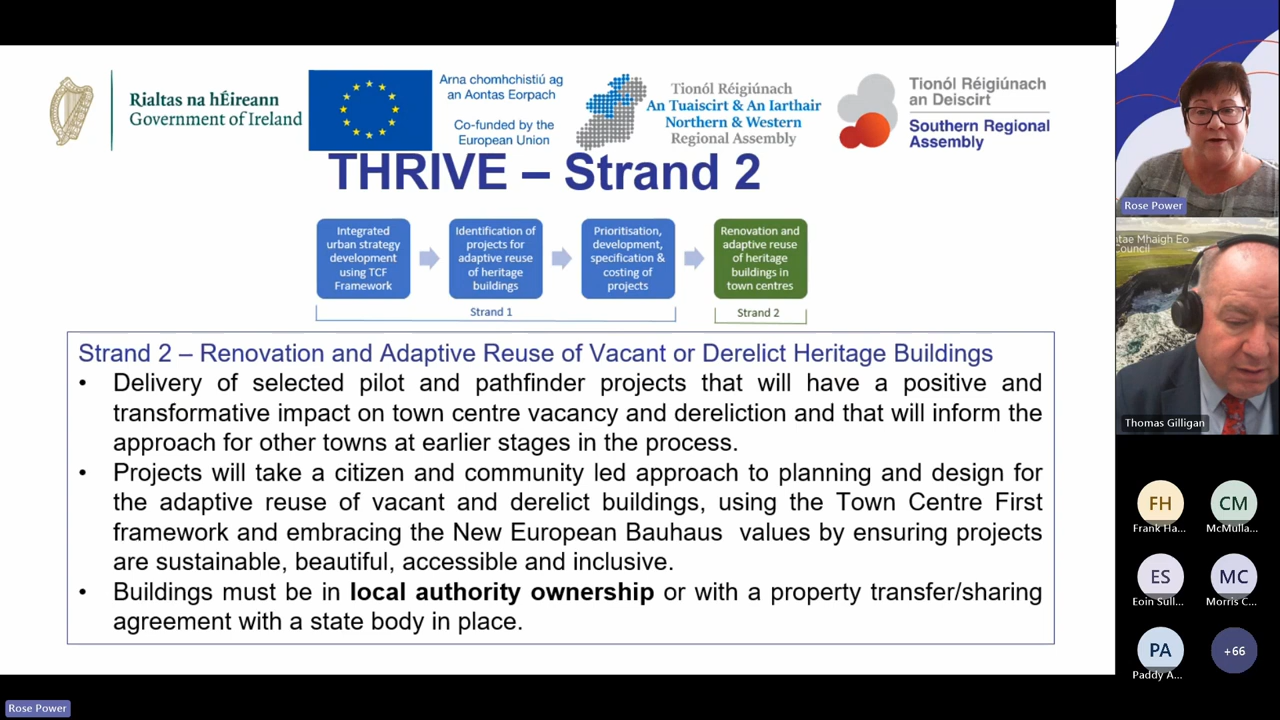 Rialtas na hÉireann
Government of Ireland
Arna chomhchistiú ag
an Aontas Eorpach
Co-funded by the
European Union
Tionól Réigiúnach
An Tuaiscirt & An Iarthair
Northern & Western
Regional Assembly
Tionól Réigiúnach
an Deiscirt
Southern Regional
Assembly
THRIVE – Strand 2
Integrated
urban strategy
development
using TCF
Framework
Identification of
projects for
adaptive reuse
of heritage
buildings
Prioritisation,
development,
specification &
costing of
projects
Renovation and
adaptive reuse
of heritage
buildings in
town centres
Strand 1
Strand 2
Strand 2 – Renovation and Adaptive Reuse of Vacant or Derelict Heritage Buildings
• Delivery of selected pilot and pathfinder projects that will have a positive and
transformative impact on town centre vacancy and dereliction and that will inform the
approach for other towns at earlier stages in the process.
• Projects will take a citizen and community led approach to planning and design for
the adaptive reuse of vacant and derelict buildings, using the Town Centre First
framework and embracing the New European Bauhaus values by ensuring projects
are sustainable, beautiful, accessible and inclusive.
• Buildings must be in local authority ownership or with a property transfer/sharing
agreement with a state body in place.
Rose Power
ntae Mhaigh Eo
Council
Thomas Gilligan
FH
Frank Ha...
CM
McMulla...
ES
Eoin Sull...
MC
Morris C...
PA
Paddy A...
+66
Rose Power